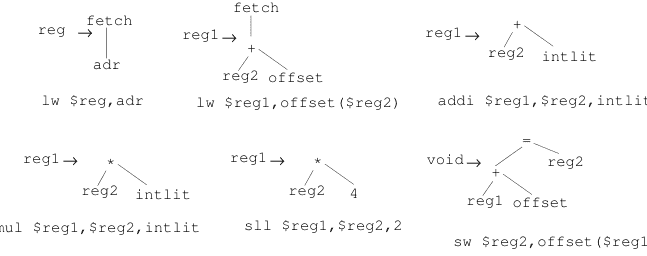 reg → fetch
adr
lw $reg,adr
fetch
reg1 → +
reg2 offset
lw $reg1,offset($reg2)
reg1 → +
reg2 intlit
addi $reg1,$reg2,intlit
reg1 → *
reg2 intlit
mul $reg1,$reg2,intlit
reg1 → *
reg2 4
sll $reg1,$reg2,2
void → =
+ reg2
reg1 offset
sw $reg2,offset($reg1